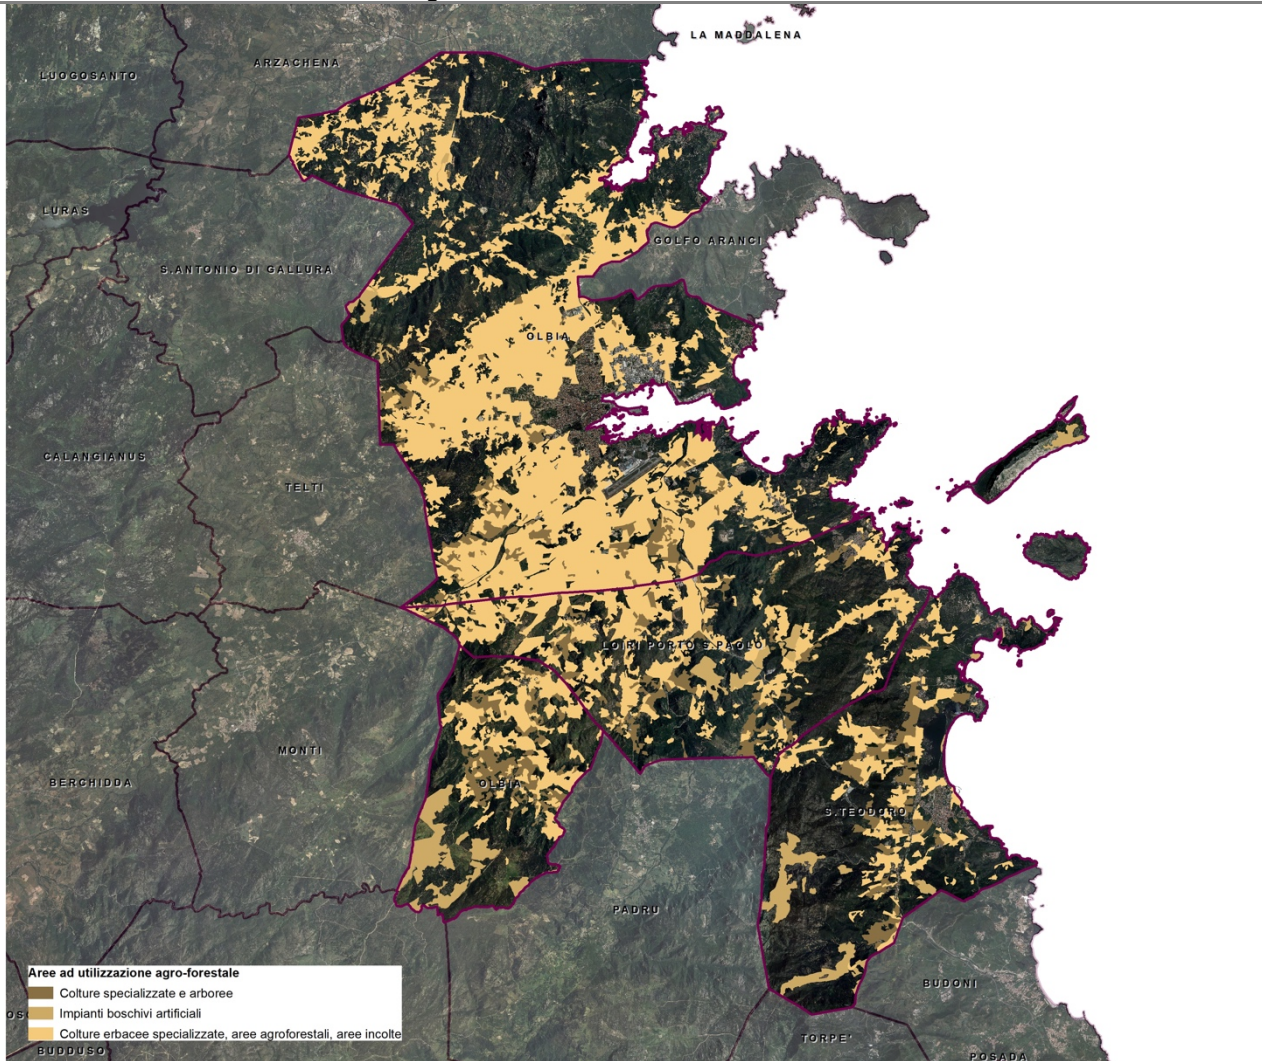 LA MADDALENA
ARZACHENA
LUOGOSANTO
LURAS
GOLFO ARANCI
S.ANTONIO DI GALLURA
OLBIA
CALANGIANUS
TELTI
LOIRI PORTO S.PAOLO
MONTI
BERCHIDDA
OLBIA
S.TEODORO
PADRU
BUDONI
TORPE'
POSADA
Aree ad utilizzazione agro-forestale
Colture specializzate e arboree
Impianti boschivi artificiali
Colture erbacee specializzate, aree agroforestali, aree incolte
BUDDUSO'